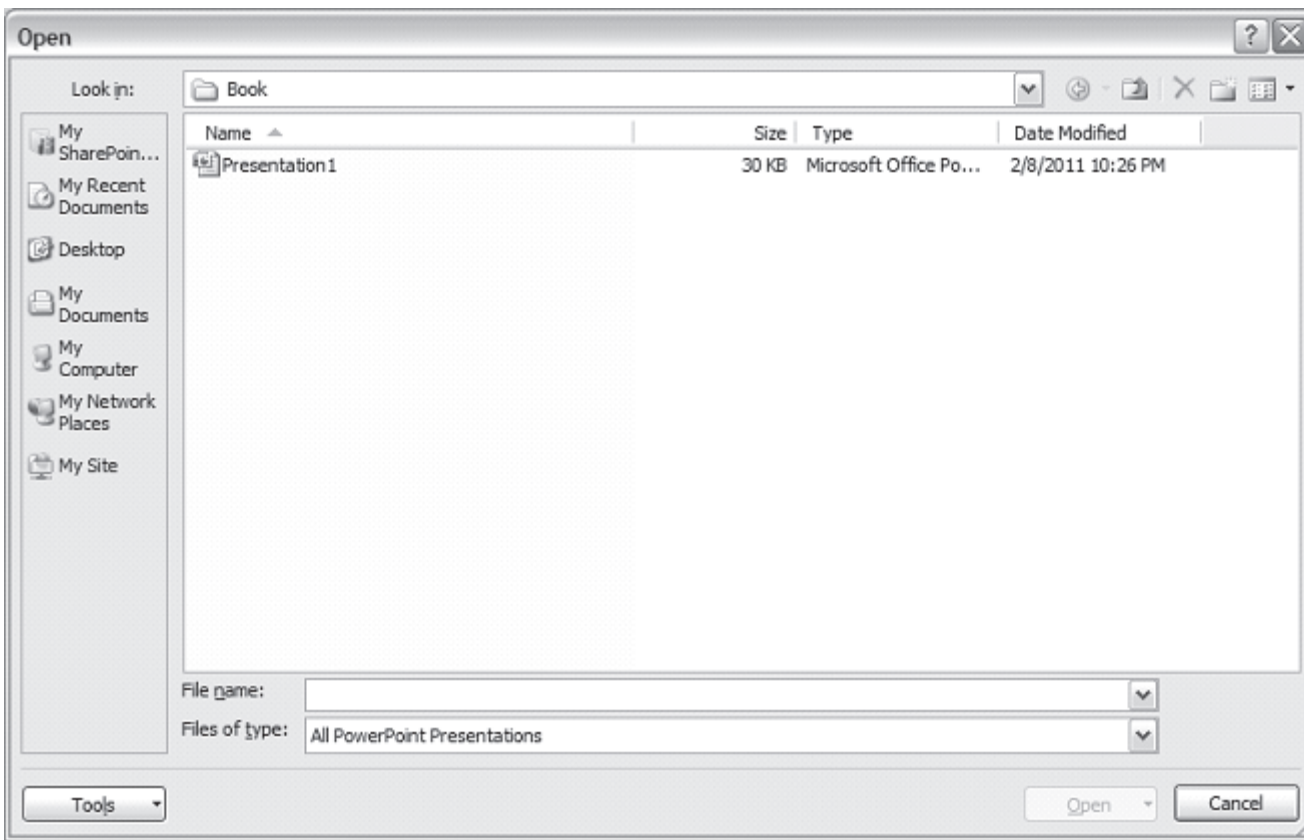 Open
Look in:
Book
Name Size Type Date Modified
Presentation1 30 KB Microsoft Office Po... 2/8/2011 10:26 PM
My
SharePoin...
My Recent
Documents
Desktop
My
Documents
My
Computer
My Network
Places
My Site
File name:
Files of type: All PowerPoint Presentations
Tools
Open
Cancel